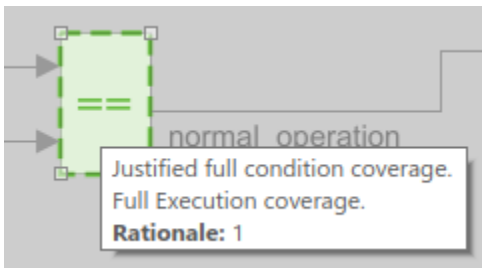 ==
normal_operation
Justified full condition coverage.
Full Execution coverage.
Rationale: 1